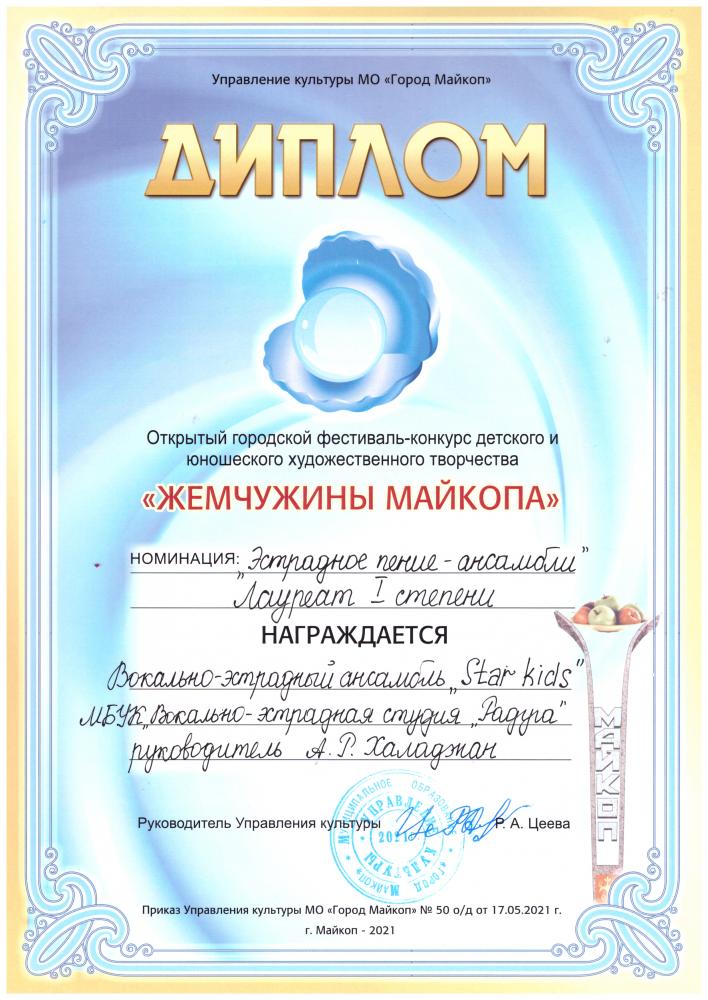 Управление культуры МО «Город Майкоп»
ДИПЛОМ
Открытый городской фестиваль-конкурс детского и
юношеского художественного творчества
«ЖЕМЧУЖИНЫ МАЙКОПА»
НОМИНАЦИЯ: „Эстрадное пение - ансамбли"
Лауреат I степени
НАГРАЖДАЕТСЯ
Вокально-эстрадный ансамбль „Star kids"
МБУК „Вокально-эстрадная студия „Радуга"
руководитель А. Р. Халаджан
МАЙКОП
Руководитель Управления культуры Р. А. Цеева
МУНИЦИПАЛЬНОЕ
УПРАВЛЕ
2021
КУЛЬТУРЫ
«ГОРОД МАЙКОП»
Приказ Управления культуры МО «Город Майкоп» № 50 о/д от 17.05.2021 г.
г. Майкоп - 2021